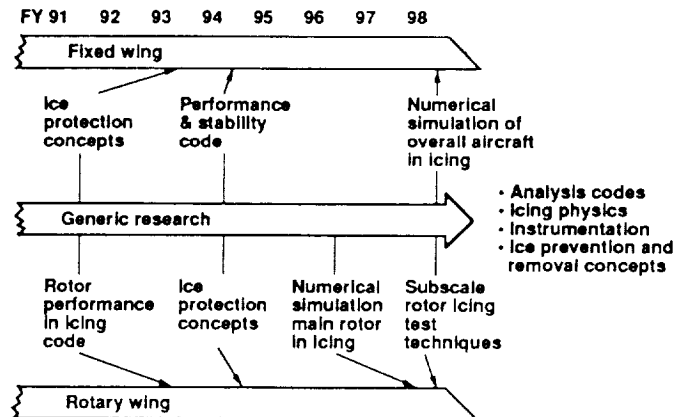 FY 91 92 93 94 95 96 97 98
Fixed wing
Ice
protection
concepts
Performance
& stability
code
Numerical
simulation of
overall aircraft
in icing
Generic research
• Analysis codes
• Icing physics
• Instrumentation
• Ice prevention and
removal concepts
Rotor
performance
in icing
code
Ice
protection
concepts
Numerical
simulation
main rotor
in icing
Subscale
rotor icing
test
techniques
Rotary wing